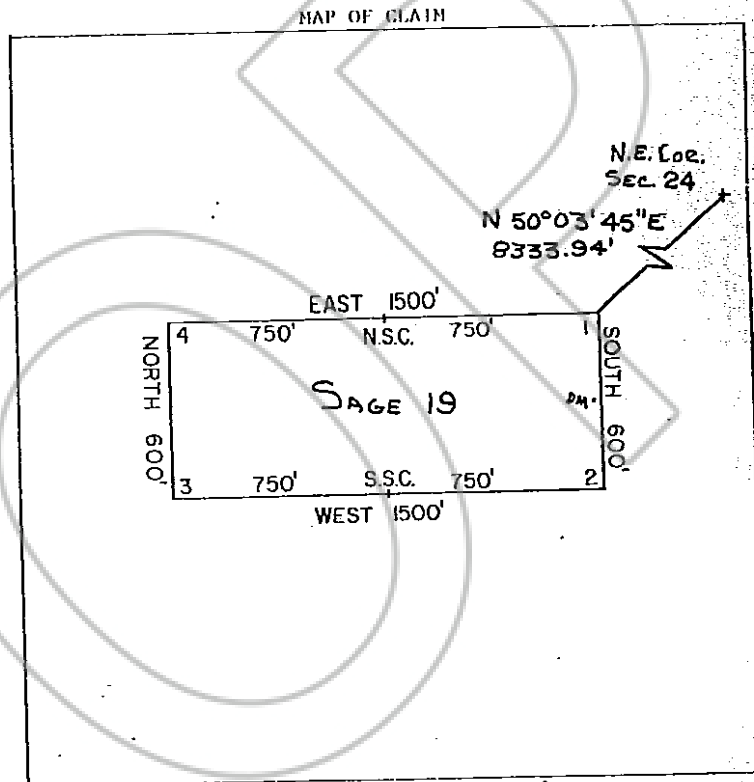 MAP OF CLAIM
N.E. Cor.
Sec. 24
N 50°03'45"E
8333.94'
EAST 1500'
4 750' N.S.C. 750' 1
NORTH 600'
SAGE 19
DM.
SOUTH 600'
3 750' S.S.C. 750' 2
WEST 1500'